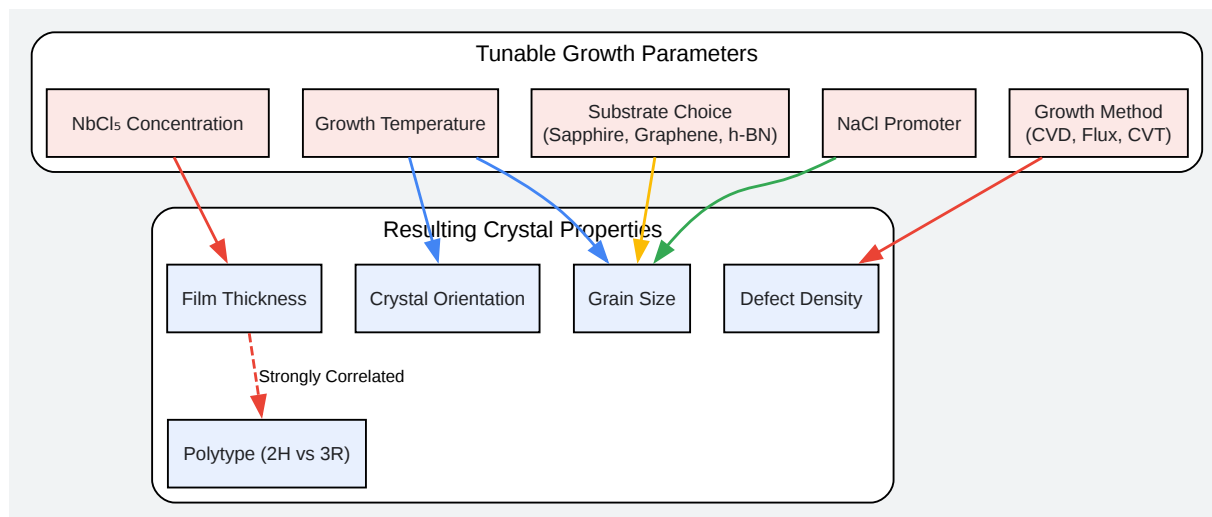 Tunable Growth Parameters
NbCl₅ Concentration
Growth Temperature
Substrate Choice
(Sapphire, Graphene, h-BN)
NaCl Promoter
Growth Method
(CVD, Flux, CVT)
Resulting Crystal Properties
Film Thickness
Crystal Orientation
Grain Size
Defect Density
Strongly Correlated
Polytype (2H vs 3R)